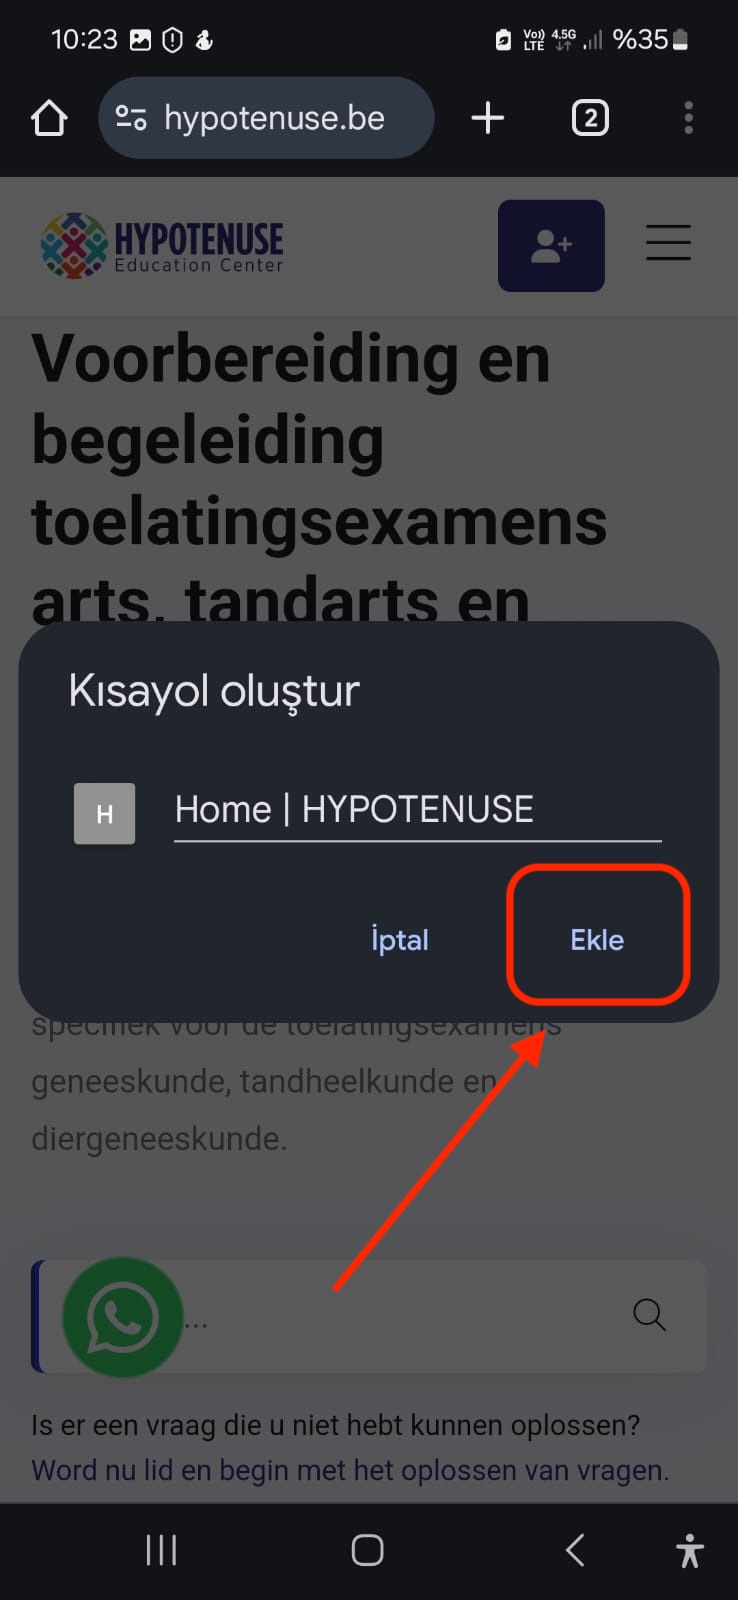 10:23
Vo)) LTE 4.5G %35
hypotenuse.be
2
HYPOTENUSE
Education Center
Voorbereiding en
begeleiding
toelatingsexamens
arts, tandarts en
Kısayol oluştur
H
Home | HYPOTENUSE
İptal
Ekle
specifiek voor de toelatingsexamens
geneeskunde, tandheelkunde en
diergeneeskunde.
...
Is er een vraag die u niet hebt kunnen oplossen?
Word nu lid en begin met het oplossen van vragen.